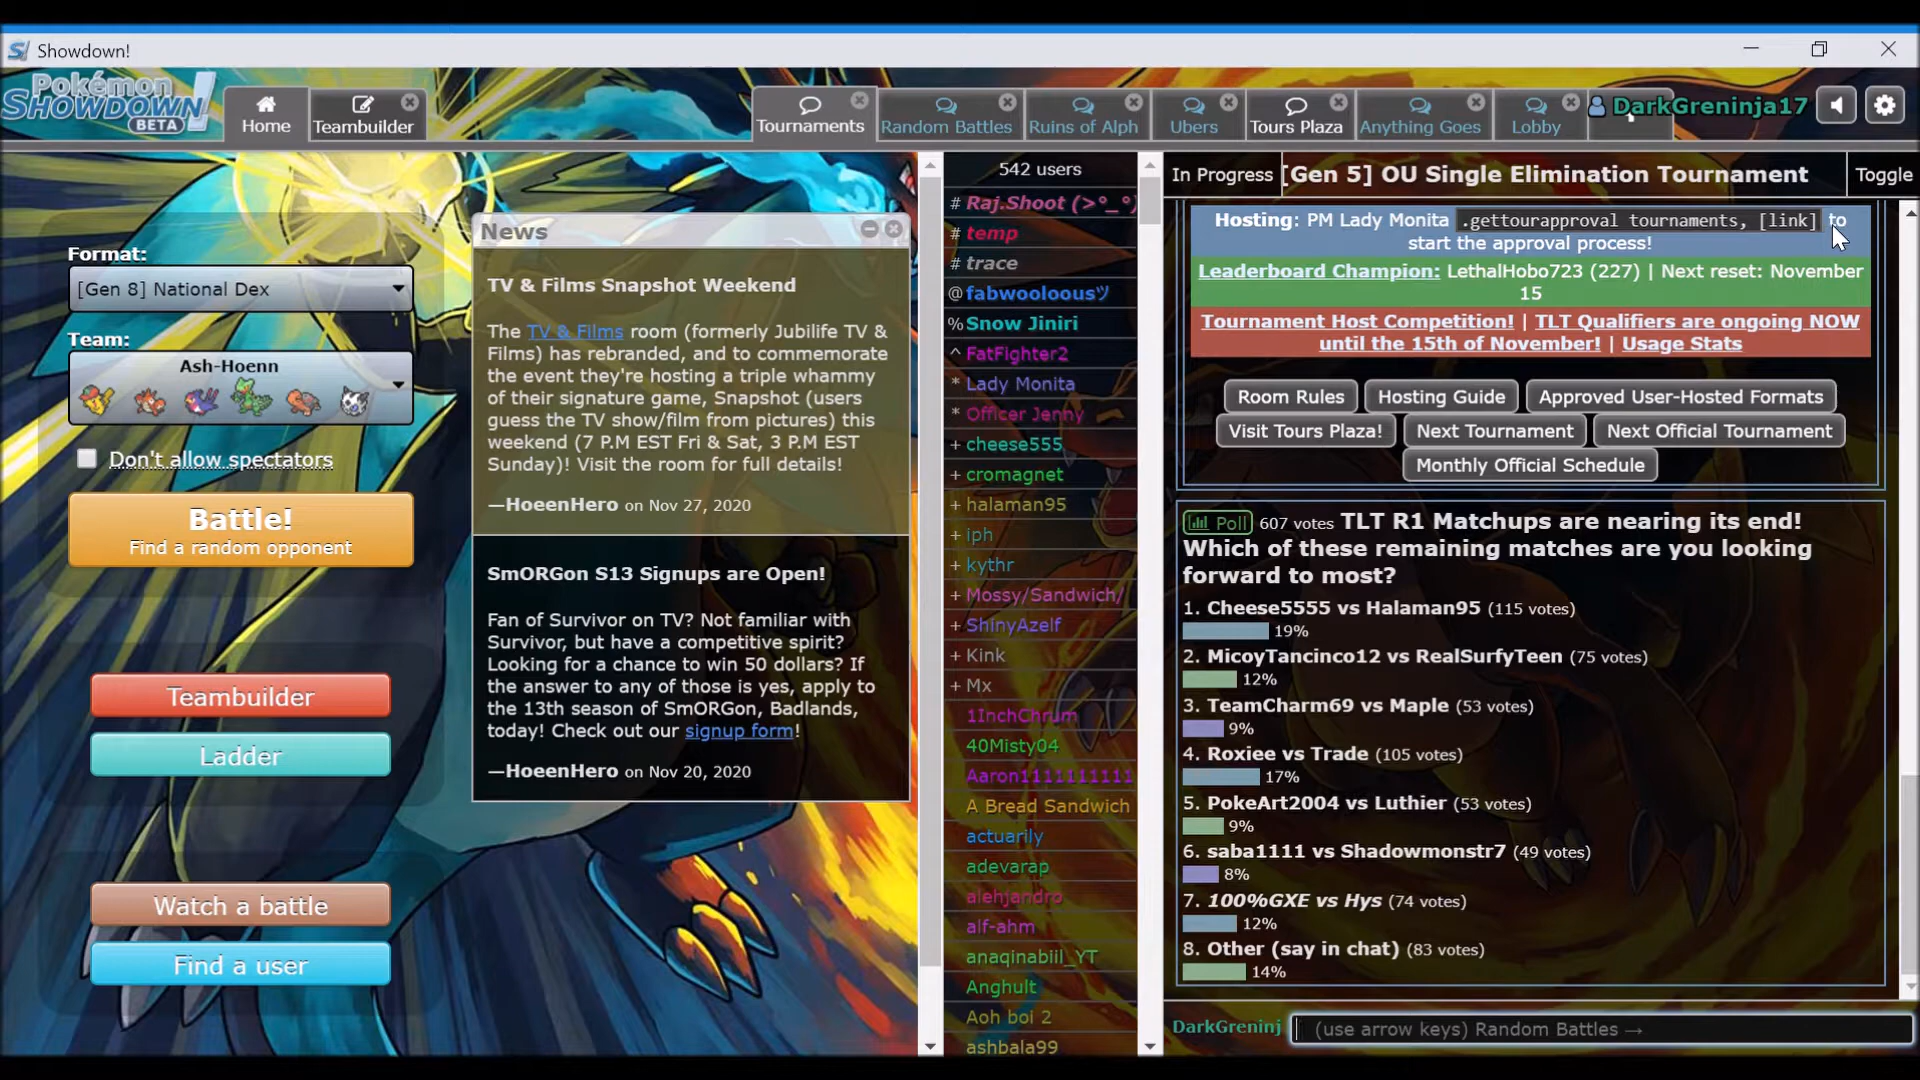 Showdown!
Pokémon
SHOWDOWN!
BETA
Home
Teambuilder
Tournaments
Random Battles
Ruins of Alph
Ubers
Tours Plaza
Anything Goes
Lobby
DarkGreninja17
Format:
[Gen 8] National Dex
Team:
Ash-Hoenn
Don't allow spectators
Battle!
Find a random opponent
Teambuilder
Ladder
Watch a battle
Find a user
News
TV & Films Snapshot Weekend
The TV & Films room (formerly Jubilife TV &
Films) has rebranded, and to commemorate
the event they're hosting a triple whammy
of their signature game, Snapshot (users
guess the TV show/film from pictures) this
weekend (7 P.M EST Fri & Sat, 3 P.M EST
Sunday)! Visit the room for full details!
—HoeenHero on Nov 27, 2020
SmORGon S13 Signups are Open!
Fan of Survivor on TV? Not familiar with
Survivor, but have a competitive spirit?
Looking for a chance to win 50 dollars? If
the answer to any of those is yes, apply to
the 13th season of SmORGon, Badlands,
today! Check out our signup form!
—HoeenHero on Nov 20, 2020
542 users
# Raj.Shoot (>°_°)
# temp
# trace
@ fabwooloousツ
% Snow Jiniri
^ FatFighter2
* Lady Monita
* Officer Jenny
+ cheese555
+ cromagnet
+ halaman95
+ iph
+ kythr
+ Mossy/Sandwich/
+ ShinyAzelf
+ Kink
+ Mx
1InchChrum
40Misty04
Aaron1111111111
A Bread Sandwich
actuarily
adevarap
alehjandro
alf-ahm
anaqinabiil_YT
Anghult
Aoh boi 2
ashbala99
In Progress
[Gen 5] OU Single Elimination Tournament
Toggle
Hosting: PM Lady Monita .gettourapproval tournaments, [link] to
start the approval process!
Leaderboard Champion: LethalHobo723 (227) | Next reset: November
15
Tournament Host Competition! | TLT Qualifiers are ongoing NOW
until the 15th of November! | Usage Stats
Room Rules
Hosting Guide
Approved User-Hosted Formats
Visit Tours Plaza!
Next Tournament
Next Official Tournament
Monthly Official Schedule
Poll 607 votes TLT R1 Matchups are nearing its end!
Which of these remaining matches are you looking
forward to most?
1. Cheese5555 vs Halaman95 (115 votes)
19%
2. MicoyTancinco12 vs RealSurfyTeen (75 votes)
12%
3. TeamCharm69 vs Maple (53 votes)
9%
4. Roxiee vs Trade (105 votes)
17%
5. PokeArt2004 vs Luthier (53 votes)
9%
6. saba1111 vs Shadowmonstr7 (49 votes)
8%
7. 100%GXE vs Hys (74 votes)
12%
8. Other (say in chat) (83 votes)
14%
DarkGreninj
(use arrow keys) Random Battles →